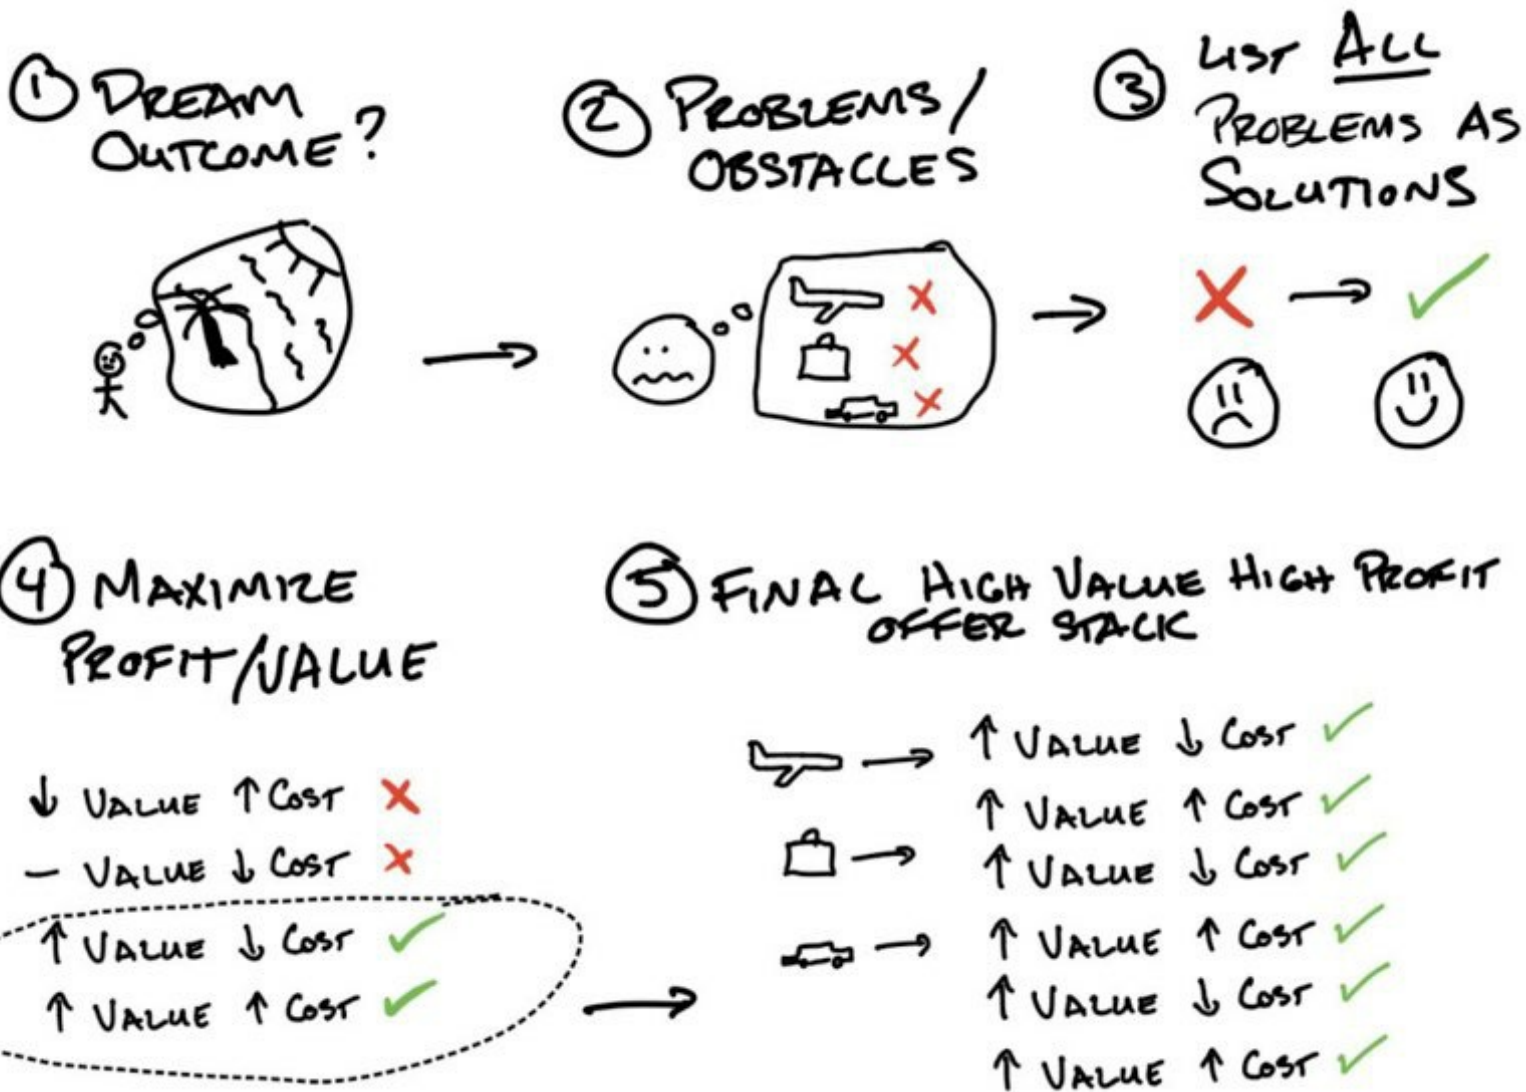 ① DREAM
OUTCOME?
② PROBLEMS/
OBSTACLES
③ LIST ALL
PROBLEMS AS
SOLUTIONS
④ MAXIMIZE
PROFIT/VALUE
↓ VALUE ↑ COST ✗
– VALUE ↓ COST ✗
↑ VALUE ↓ COST ✓
↑ VALUE ↑ COST ✓
⑤ FINAL HIGH VALUE HIGH PROFIT
OFFER STACK
↑ VALUE ↓ COST ✓
↑ VALUE ↑ COST ✓
↑ VALUE ↓ COST ✓
↑ VALUE ↑ COST ✓
↑ VALUE ↓ COST ✓
↑ VALUE ↑ COST ✓